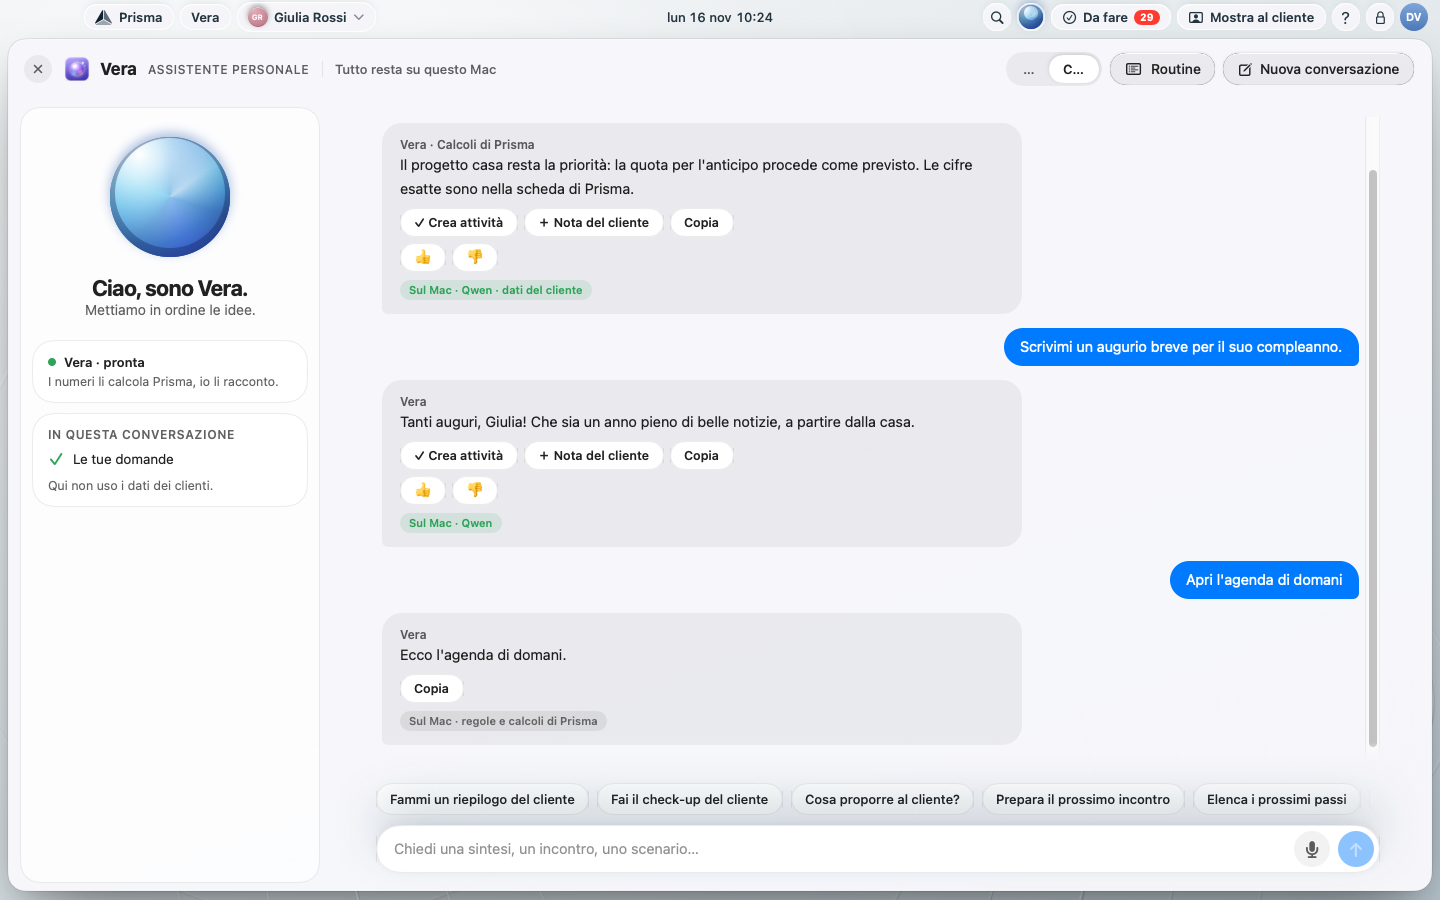 Prisma
Vera
GR Giulia Rossi
lun 16 nov 10:24
Da fare 29
Mostra al cliente
?
DV
Vera ASSISTENTE PERSONALE Tutto resta su questo Mac
...
C...
Routine
Nuova conversazione
Ciao, sono Vera.
Mettiamo in ordine le idee.
Vera · pronta
I numeri li calcola Prisma, io li racconto.
IN QUESTA CONVERSAZIONE
Le tue domande
Qui non uso i dati dei clienti.
Vera · Calcoli di Prisma
Il progetto casa resta la priorità: la quota per l'anticipo procede come previsto. Le cifre
esatte sono nella scheda di Prisma.
✓ Crea attività
+ Nota del cliente
Copia
Sul Mac · Qwen · dati del cliente
Scrivimi un augurio breve per il suo compleanno.
Vera
Tanti auguri, Giulia! Che sia un anno pieno di belle notizie, a partire dalla casa.
✓ Crea attività
+ Nota del cliente
Copia
Sul Mac · Qwen
Apri l'agenda di domani
Vera
Ecco l'agenda di domani.
Copia
Sul Mac · regole e calcoli di Prisma
Fammi un riepilogo del cliente
Fai il check-up del cliente
Cosa proporre al cliente?
Prepara il prossimo incontro
Elenca i prossimi passi
Chiedi una sintesi, un incontro, uno scenario...